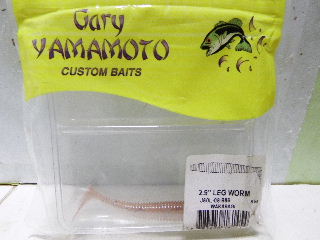 Gary
YAMAMOTO
CUSTOM BAITS
2.5" LEG WORM